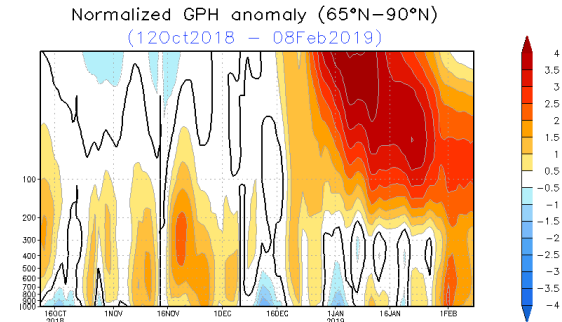 Normalized GPH anomaly (65°N−90°N)
(12Oct2018 − 08Feb2019)
100
200
300
400
500
600
700
800
900
1000
16OCT
2018
1NOV
16NOV
1DEC
16DEC
1JAN
2019
16JAN
1FEB
4
3.5
3
2.5
2
1.5
1
0.5
−0.5
−1
−1.5
−2
−2.5
−3
−3.5
−4